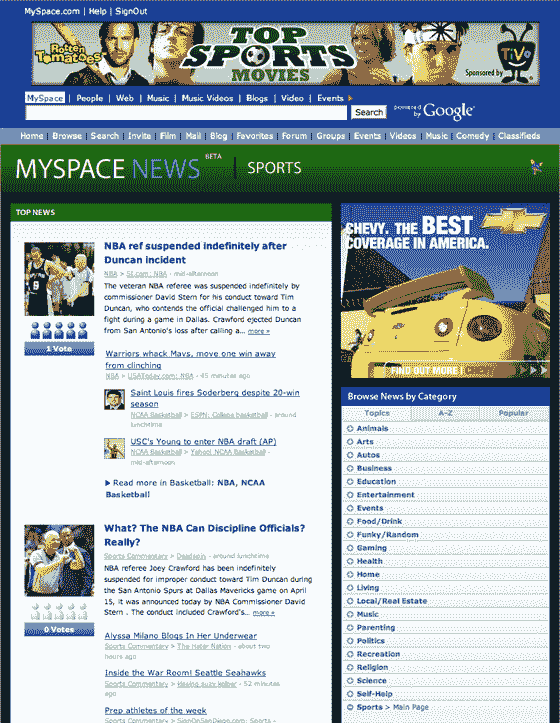 MySpace.com | Help | SignOut
Rotten Tomatoes
TOP SPORTS MOVIES
Sponsored by TiVo
MySpace | People | Web | Music | Music Videos | Blogs | Video | Events
Search
powered by Google
Home | Browse | Search | Invite | Film | Mail | Blog | Favorites | Forum | Groups | Events | Videos | Music | Comedy | Classifieds
MYSPACE NEWS BETA | SPORTS
TOP NEWS
NBA ref suspended indefinitely after
Duncan incident
NBA > SI.com: NBA - mid-afternoon
The veteran NBA referee was suspended indefinitely by
commissioner David Stern for his conduct toward Tim
Duncan, who contends the official challenged him to a
fight during a game in Dallas. Crawford ejected Duncan
from San Antonio's loss after calling a... more »
1 Vote
Warriors whack Mavs, move one win away
from clinching
NBA > USAToday.com: NBA - 45 minutes ago
Saint Louis fires Soderberg despite 20-win
season
NCAA Basketball > ESPN: College basketball - around
lunchtime
USC's Young to enter NBA draft (AP)
NCAA Basketball > Yahoo! NCAA Basketball -
mid-afternoon
Read more in Basketball: NBA, NCAA
Basketball
What? The NBA Can Discipline Officials?
Really?
Sports Commentary > Deadspin - around lunchtime
NBA referee Joey Crawford has been indefinitely
suspended for improper conduct toward Tim Duncan during
the San Antonio Spurs at Dallas Mavericks game on April
15, it was announced today by NBA Commissioner David
Stern . The conduct included Crawford's... more »
0 Votes
Alyssa Milano Blogs In Her Underwear
Sports Commentary > The Hater Nation - about two
hours ago
Inside the War Room: Seattle Seahawks
Sports Commentary > kissing suzy kolber - 52 minutes
ago
Prep athletes of the week
Sports Commentary > SignOnSanDiego.com: Sports -
CHEVY. THE BEST
COVERAGE IN AMERICA.
FIND OUT MORE
Browse News by Category
Topics A-Z Popular
Animals
Arts
Autos
Business
Education
Entertainment
Events
Food/Drink
Funky/Random
Gaming
Health
Home
Living
Local/Real Estate
Music
Parenting
Politics
Recreation
Religion
Science
Self-Help
Sports > Main Page